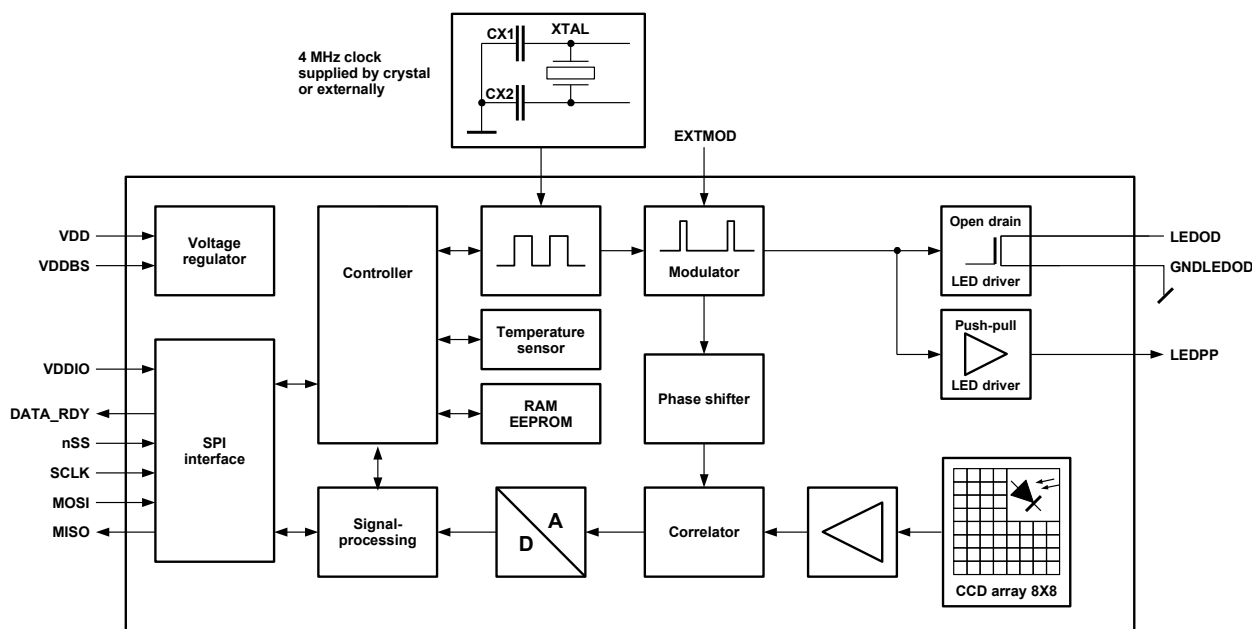 4 MHz clock
supplied by crystal
or externally
CX1
XTAL
CX2
EXTMOD
VDD
VDDBS
Voltage
regulator
Controller
Modulator
Open drain
LED driver
LEDOD
GNDLEDOD
Temperature
sensor
Push-pull
LED driver
LEDPP
VDDIO
DATA_RDY
nSS
SCLK
MOSI
MISO
SPI
interface
RAM
EEPROM
Phase shifter
Signal-
processing
A
D
Correlator
CCD array 8X8